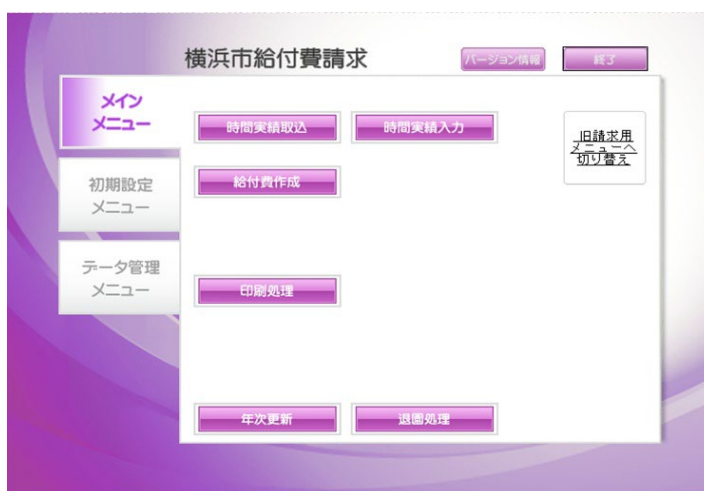 横浜市給付費請求
バージョン情報
終了
メイン
メニュー
時間実績取込
時間実績入力
旧請求用
メニューへ
切り替え
初期設定
メニュー
給付費作成
データ管理
メニュー
印刷処理
年次更新
退園処理